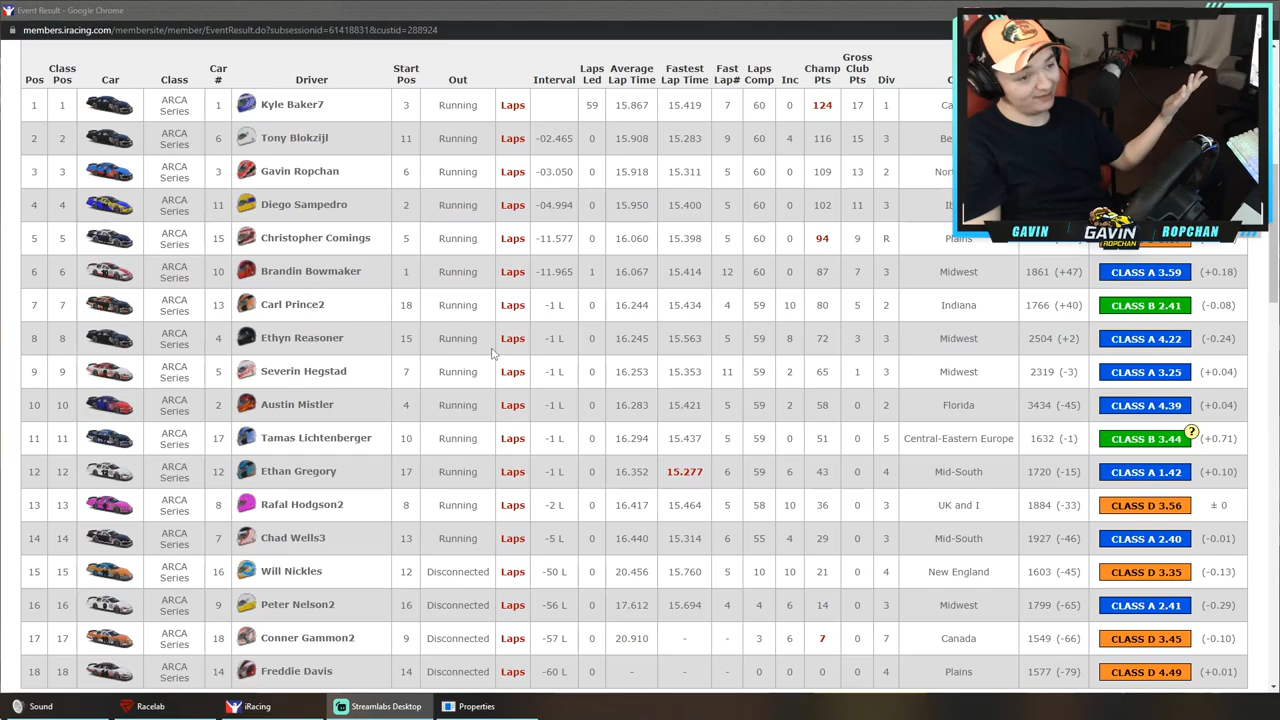 Event Result - Google Chrome
members.iracing.com/membersite/member/EventResult.do?subsessionid=61418831&custid=288924
Pos Class Pos Car Class Car # Driver Start Pos Out Interval Laps Led Average Lap Time Fastest Lap Time Fast Lap# Laps Comp Inc Champ Pts Gross Club Pts Div
1 1 ARCA Series 1 Kyle Baker7 3 Running Laps 59 15.867 15.419 7 60 0 124 17 1
2 2 ARCA Series 6 Tony Blokzijl 11 Running Laps -02.465 0 15.908 15.283 9 60 4 116 15 3
3 3 ARCA Series 3 Gavin Ropchan 6 Running Laps -03.050 0 15.918 15.311 5 60 4 109 13 2
4 4 ARCA Series 11 Diego Sampedro 2 Running Laps -04.994 0 15.950 15.400 5 60 0 102 11 3
5 5 ARCA Series 15 Christopher Comings 8 Running Laps -11.577 0 16.060 15.398 5 60 0 94 9 R Plains
6 6 ARCA Series 10 Brandin Bowmaker 1 Running Laps -11.965 1 16.067 15.414 12 60 0 87 7 3 Midwest 1861 (+47) CLASS A 3.59 (+0.18)
7 7 ARCA Series 13 Carl Prince2 18 Running Laps -1 L 0 16.244 15.434 4 59 10 80 5 2 Indiana 1766 (+40) CLASS B 2.41 (-0.08)
8 8 ARCA Series 4 Ethyn Reasoner 15 Running Laps -1 L 0 16.245 15.563 5 59 8 72 3 3 Midwest 2504 (+2) CLASS A 4.22 (-0.24)
9 9 ARCA Series 5 Severin Hegstad 7 Running Laps -1 L 0 16.253 15.353 11 59 2 65 1 3 Midwest 2319 (-3) CLASS A 3.25 (+0.04)
10 10 ARCA Series 2 Austin Mistler 4 Running Laps -1 L 0 16.283 15.421 5 59 2 58 0 2 Florida 3434 (-45) CLASS A 4.39 (+0.04)
11 11 ARCA Series 17 Tamas Lichtenberger 10 Running Laps -1 L 0 16.294 15.437 5 59 0 51 0 5 Central-Eastern Europe 1632 (-1) CLASS B 3.44 ? (+0.71)
12 12 ARCA Series 12 Ethan Gregory 17 Running Laps -1 L 0 16.352 15.277 6 59 6 43 0 4 Mid-South 1720 (-15) CLASS A 1.42 (+0.10)
13 13 ARCA Series 8 Rafal Hodgson2 8 Running Laps -2 L 0 16.417 15.464 5 58 10 36 0 3 UK and I 1884 (-33) CLASS D 3.56 ± 0
14 14 ARCA Series 7 Chad Wells3 13 Running Laps -5 L 0 16.440 15.314 6 55 4 29 0 3 Mid-South 1927 (-46) CLASS A 2.40 (-0.01)
15 15 ARCA Series 16 Will Nickles 12 Disconnected Laps -50 L 0 20.456 15.760 5 10 10 21 0 4 New England 1603 (-45) CLASS D 3.35 (-0.13)
16 16 ARCA Series 9 Peter Nelson2 16 Disconnected Laps -56 L 0 17.612 15.694 4 4 6 14 0 3 Midwest 1799 (-65) CLASS A 2.41 (-0.29)
17 17 ARCA Series 18 Conner Gammon2 9 Disconnected Laps -57 L 0 20.910 - - 3 6 7 0 7 Canada 1549 (-66) CLASS D 3.45 (-0.10)
18 18 ARCA Series 14 Freddie Davis 14 Disconnected Laps -60 L 0 - - - - 0 0 0 4 Plains 1577 (-79) CLASS D 4.49 (+0.01)
GAVIN GAVIN ROPCHAN ROPCHAN
Sound Racelab iRacing Streamlabs Desktop Properties